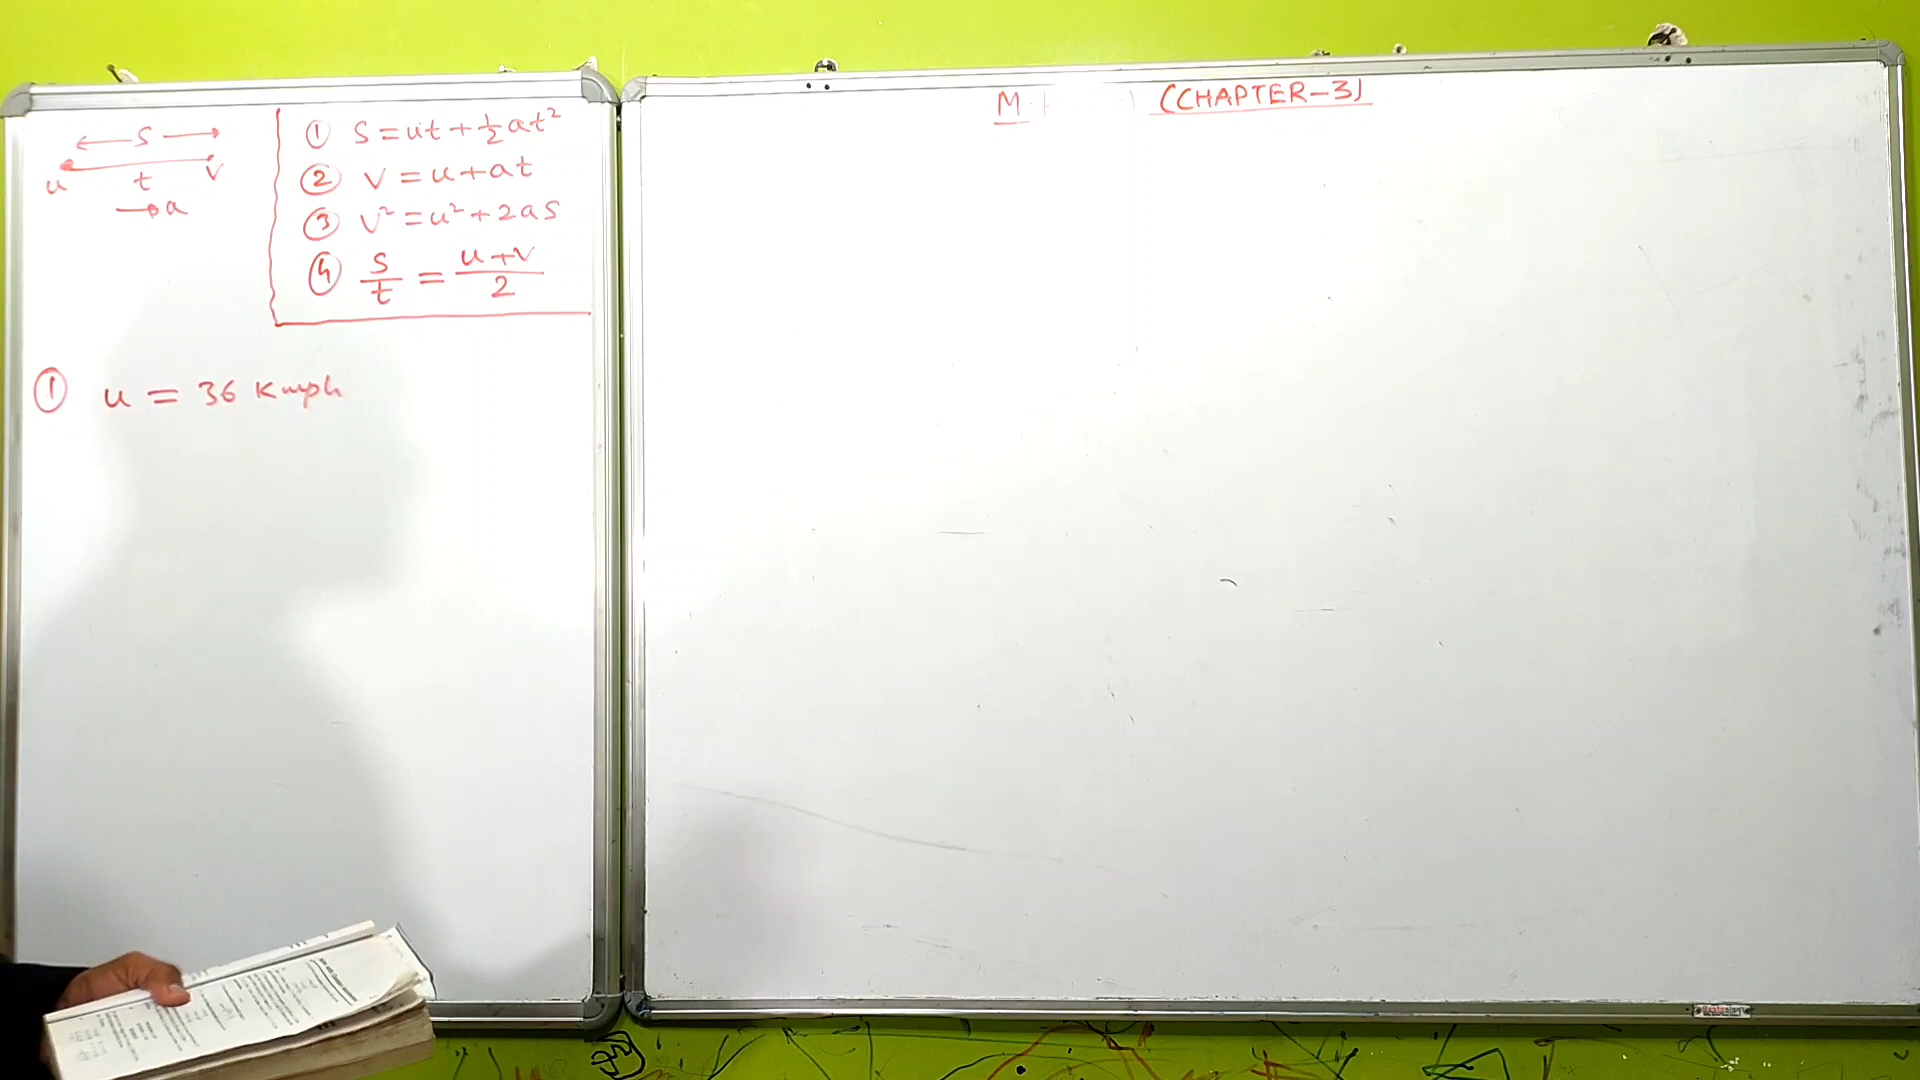 S
u t v
→ a
① S = ut + ½at²
② v = u + at
③ v² = u² + 2as
④ S/t = (u+v)/2
① u = 36 Kmph
M
(CHAPTER-3)